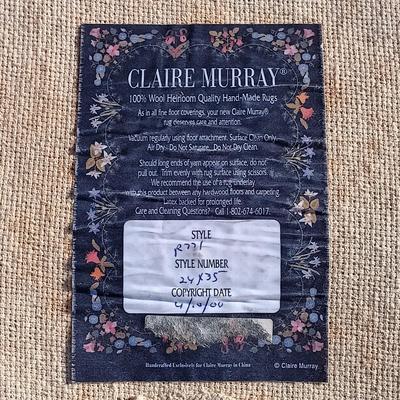 CLAIRE MURRAY®
100% Wool Heirloom Quality Hand-Made Rugs
As in all fine floor coverings, your new Claire Murray®
rug deserves care and attention.
Vacuum regularly using floor attachment. Surface Clean Only.
Air Dry - Do Not Saturate. Do Not Dry Clean.
Should long ends of yarn appear on surface, do not
pull out. Trim evenly with rug surface using scissors.
We recommend the use of a rug underlay
with this product between any hardwood floors and carpeting.
Latex backed for prolonged life.
Care and Cleaning Questions? Call 1-802-674-6017.
STYLE
R771
STYLE NUMBER
24x35
COPYRIGHT DATE
4/10/00
Handcrafted Exclusively for Claire Murray in China
© Claire Murray